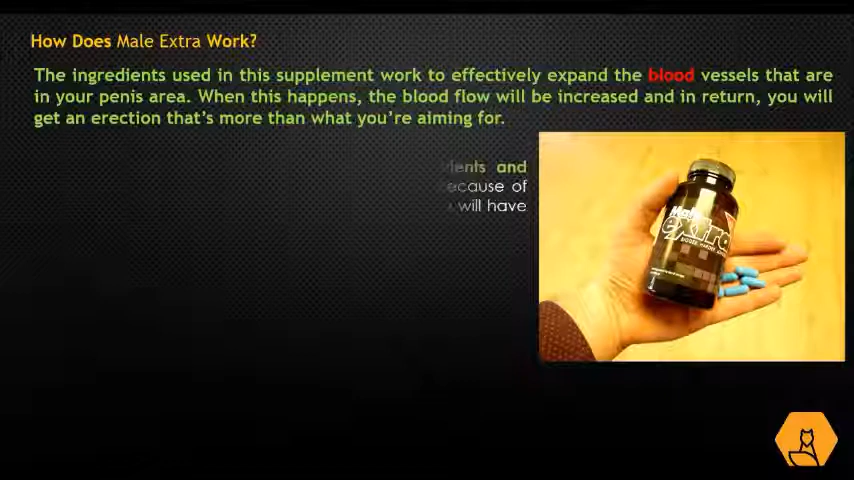 How Does Male Extra Work?
The ingredients used in this supplement work to effectively expand the blood vessels that are
in your penis area. When this happens, the blood flow will be increased and in return, you will
get an erection that's more than what you're aiming for.
and
of
will have
Male
extra